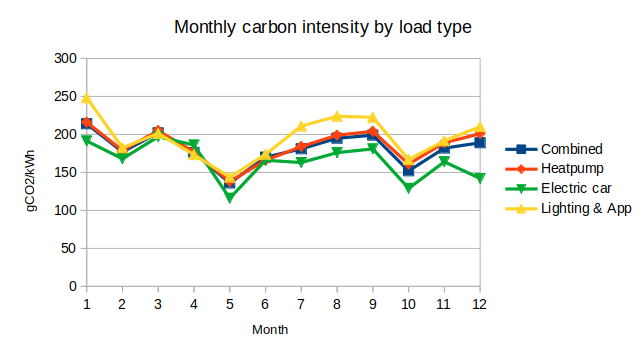 Monthly carbon intensity by load type
300
250
200
150
100
50
0
gCO2/kWh
1 2 3 4 5 6 7 8 9 10 11 12
Month
Combined
Heatpump
Electric car
Lighting & App